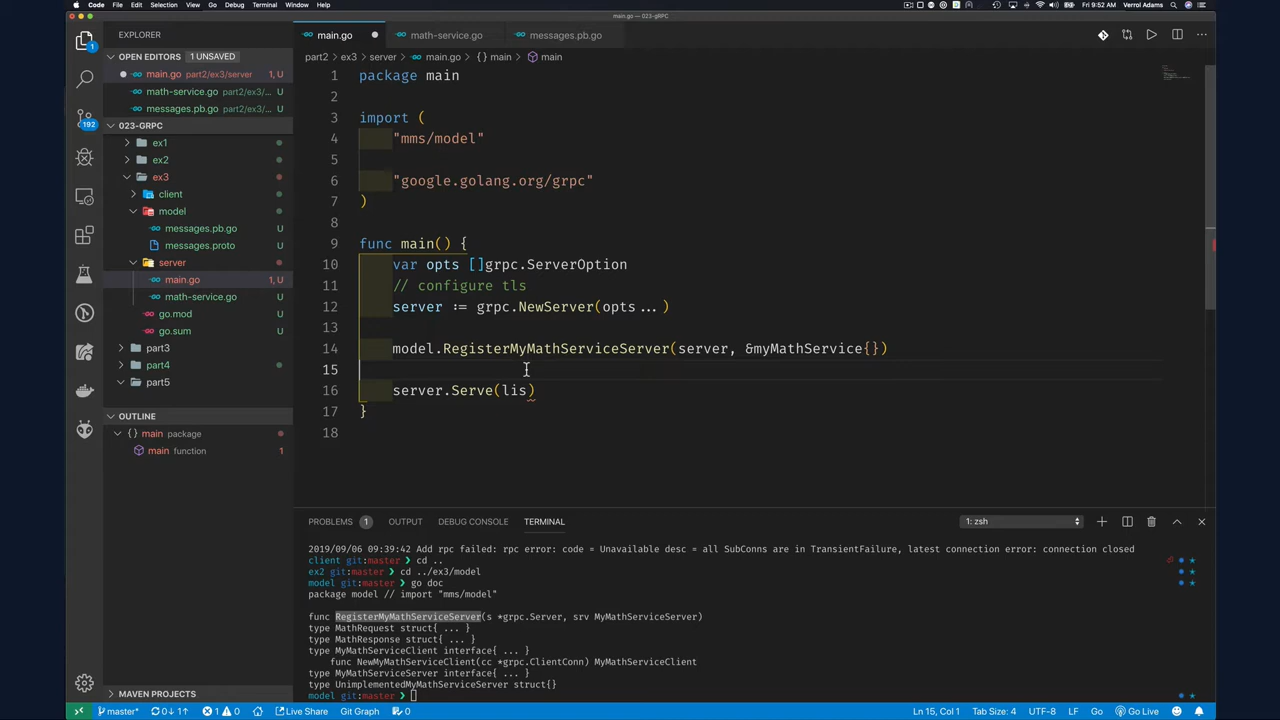 Code File Edit Selection View Go Debug Terminal Window Help
Fri 9:52 AM Verrol Adams
main.go — 023-gRPC
EXPLORER
main.go math-service.go messages.pb.go
OPEN EDITORS 1 UNSAVED
part2 › ex3 › server › main.go › {} main › main
main.go part2/ex3/server 1, U
math-service.go part2/ex3/... U
messages.pb.go part2/ex3/... U
023-GRPC
ex1
ex2
ex3
client
model
messages.pb.go U
messages.proto U
server
main.go 1, U
math-service.go U
go.mod U
go.sum U
part3
part4
part5
OUTLINE
{} main package
main function 1
MAVEN PROJECTS
1
192
1 package main
2
3 import (
4 "mms/model"
5
6 "google.golang.org/grpc"
7 )
8
9 func main() {
10 var opts []grpc.ServerOption
11 // configure tls
12 server := grpc.NewServer(opts...)
13
14 model.RegisterMyMathServiceServer(server, &myMathService{})
15
16 server.Serve(lis)
17 }
18
PROBLEMS 1 OUTPUT DEBUG CONSOLE TERMINAL 1: zsh
2019/09/06 09:39:42 Add rpc failed: rpc error: code = Unavailable desc = all SubConns are in TransientFailure, latest connection error: connection closed
client git:master ❯ cd ..
ex2 git:master ❯ cd ../ex3/model
model git:master ❯ go doc
package model // import "mms/model"
func RegisterMyMathServiceServer(s *grpc.Server, srv MyMathServiceServer)
type MathRequest struct{ ... }
type MathResponse struct{ ... }
type MyMathServiceClient interface{ ... }
func NewMyMathServiceClient(cc *grpc.ClientConn) MyMathServiceClient
type MyMathServiceServer interface{ ... }
type UnimplementedMyMathServiceServer struct{}
model git:master ❯
master* 0↓ 1↑ 1 0 Live Share Git Graph 0 Ln 15, Col 1 Tab Size: 4 UTF-8 LF Go Go Live